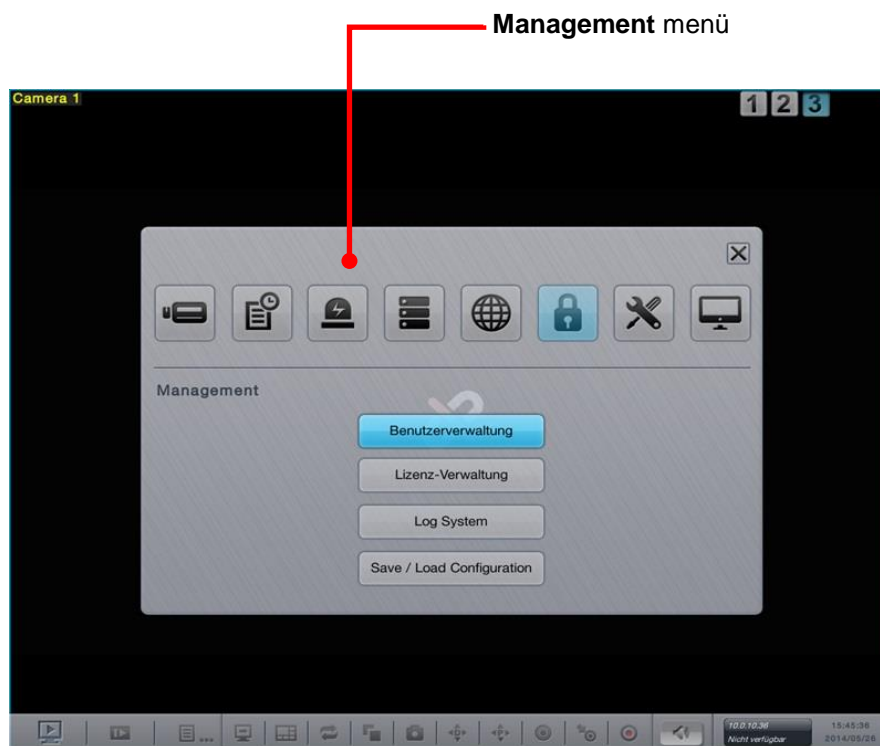 Management menü
Camera 1
1 2 3
Management
Benutzerverwaltung
Lizenz-Verwaltung
Log System
Save / Load Configuration
10.0.10.36
Nicht verfügbar
15:45:36
2014/05/26